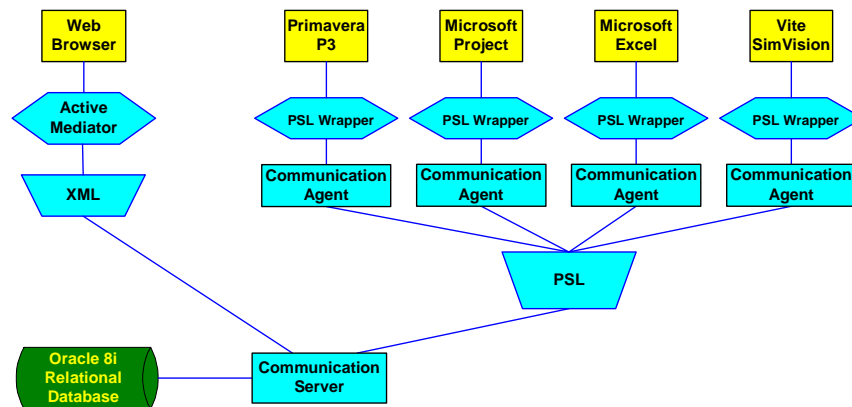 Web
Browser
Primavera
P3
Microsoft
Project
Microsoft
Excel
Vite
SimVision
Active
Mediator
PSL Wrapper
PSL Wrapper
PSL Wrapper
PSL Wrapper
XML
Communication
Agent
Communication
Agent
Communication
Agent
Communication
Agent
PSL
Oracle 8i
Relational
Database
Communication
Server